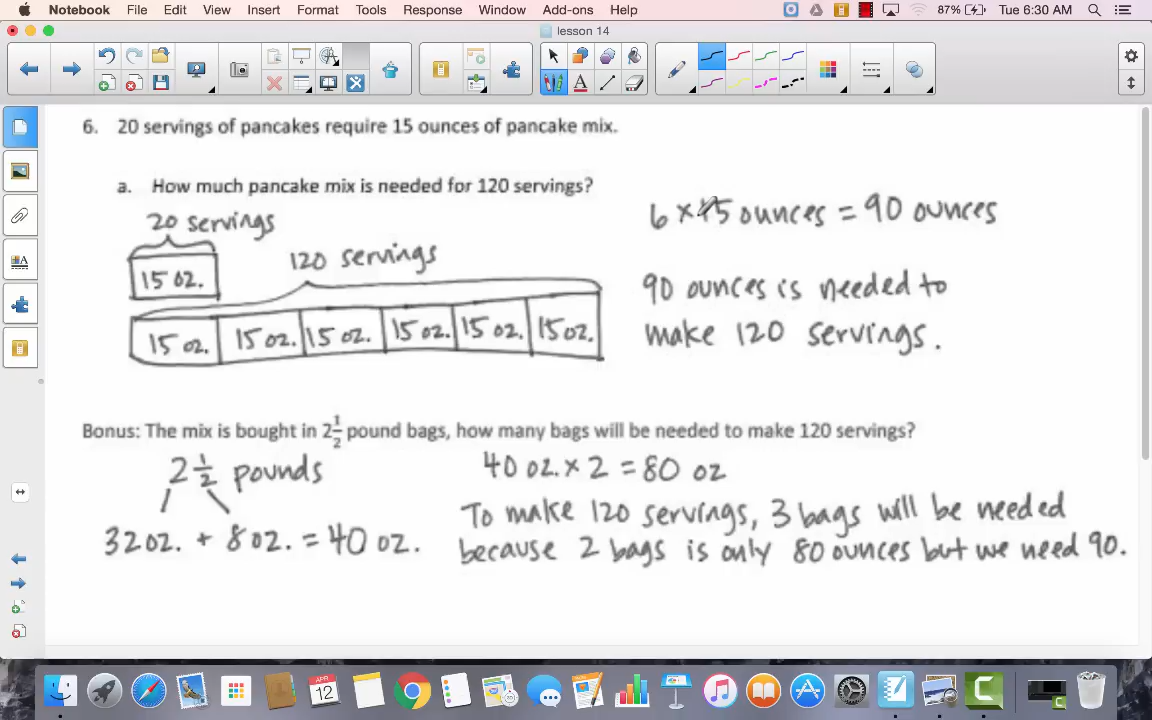 Notebook File Edit View Insert Format Tools Response Window Add-ons Help 87% Tue 6:30 AM
lesson 14
6. 20 servings of pancakes require 15 ounces of pancake mix.
a. How much pancake mix is needed for 120 servings?
20 servings
6 × 15 ounces = 90 ounces
120 servings
15 oz.
90 ounces is needed to
15 oz. 15 oz. 15 oz. 15 oz. 15 oz. 15 oz.
make 120 servings.
Bonus: The mix is bought in 2 1/2 pound bags, how many bags will be needed to make 120 servings?
2 1/2 pounds
40 oz. × 2 = 80 oz
To make 120 servings, 3 bags will be needed
32 oz. + 8 oz. = 40 oz.
because 2 bags is only 80 ounces but we need 90.
APR
12